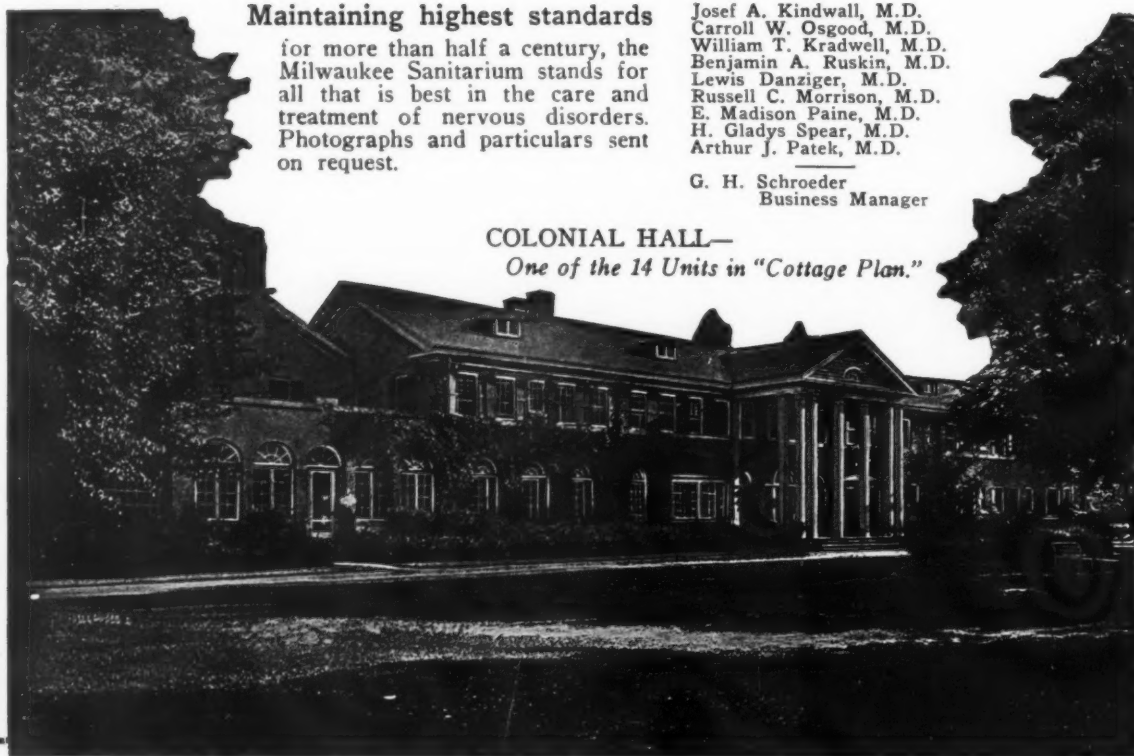 Maintaining highest standards
for more than half a century, the
Milwaukee Sanitarium stands for
all that is best in the care and
treatment of nervous disorders.
Photographs and particulars sent
on request.
Josef A. Kindwall, M.D.
Carroll W. Osgood, M.D.
William T. Kradwell, M.D.
Benjamin A. Ruskin, M.D.
Lewis Danziger, M.D.
Russell C. Morrison, M.D.
E. Madison Paine, M.D.
H. Gladys Spear, M.D.
Arthur J. Patek, M.D.
G. H. Schroeder
Business Manager
COLONIAL HALL—
One of the 14 Units in "Cottage Plan."